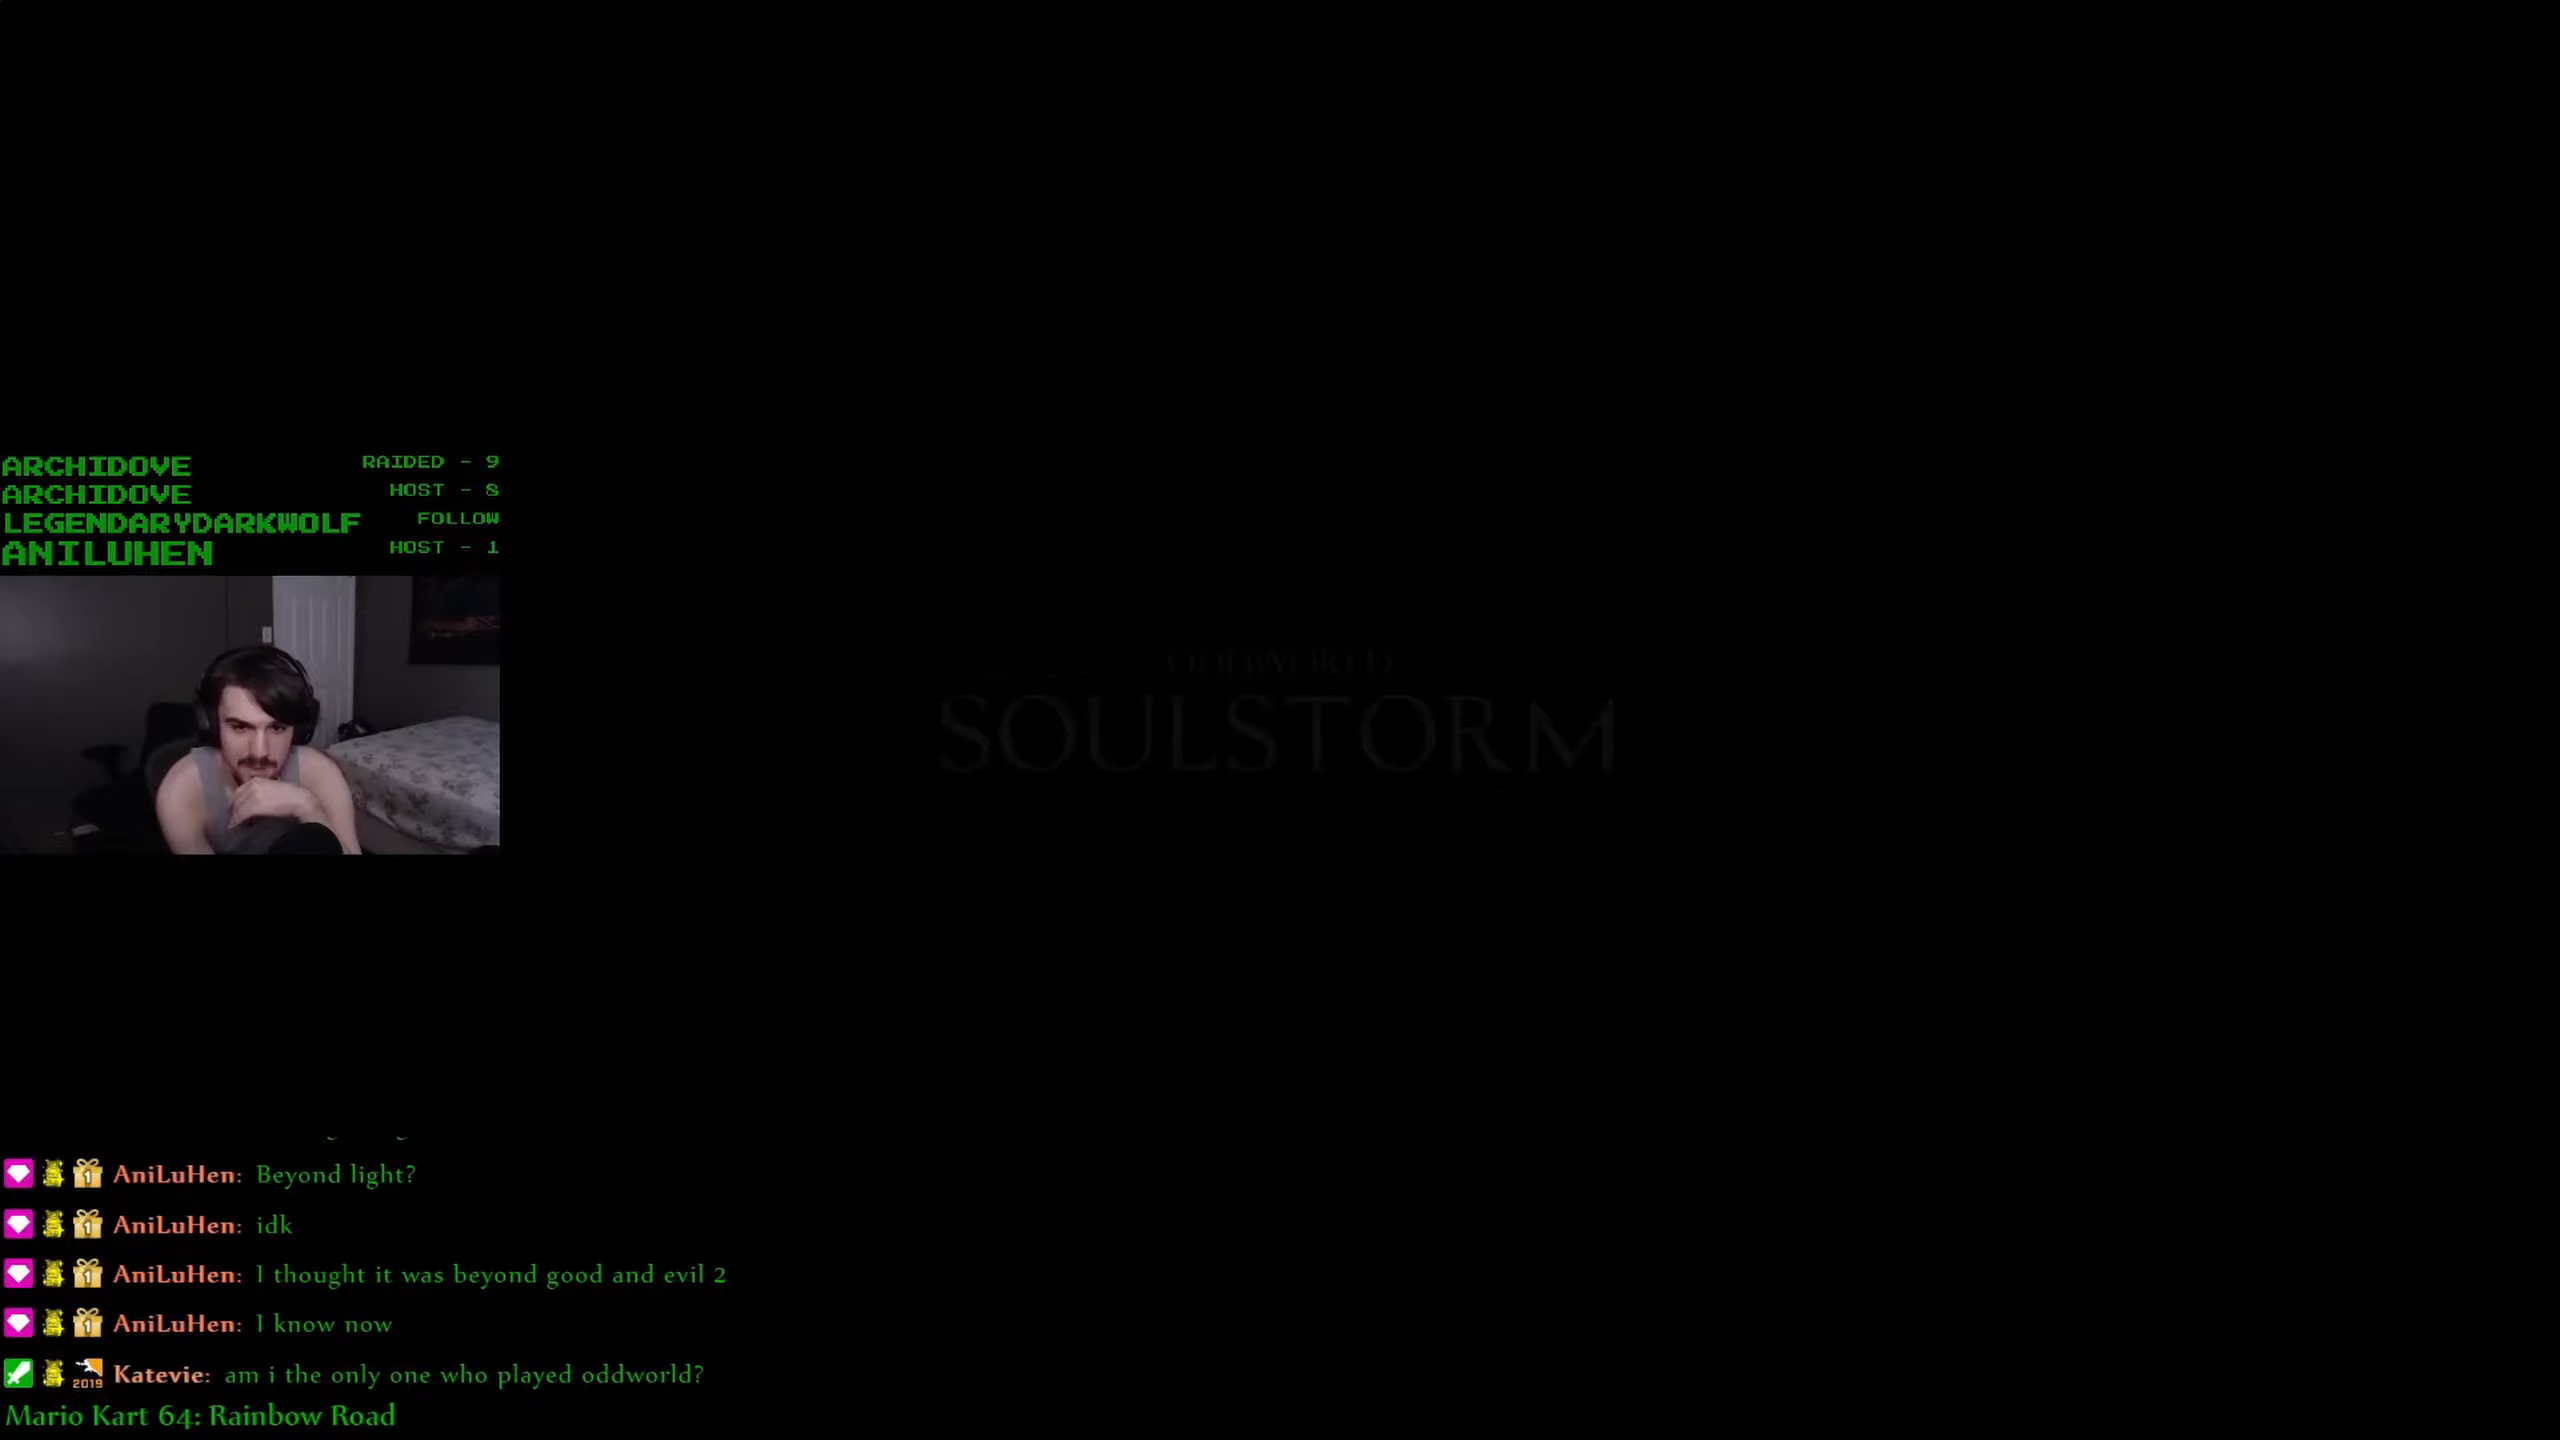 ARCHIDOVE RAIDED - 9
ARCHIDOVE HOST - 8
LEGENDARYDARKWOLF FOLLOW
ANILUHEN HOST - 1
ODDWORLD
SOULSTORM
AniLuHen: Beyond light?
AniLuHen: idk
AniLuHen: I thought it was beyond good and evil 2
AniLuHen: I know now
2019 Katevie: am i the only one who played oddworld?
Mario Kart 64: Rainbow Road